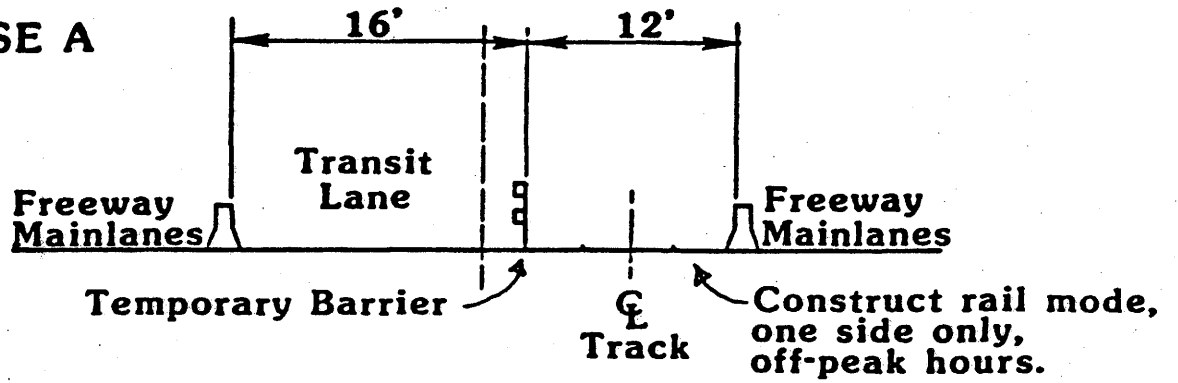 SE A
16'
12'
Transit
Lane
Freeway
Mainlanes
Freeway
Mainlanes
Temporary Barrier
℄
Track
Construct rail mode,
one side only,
off-peak hours.